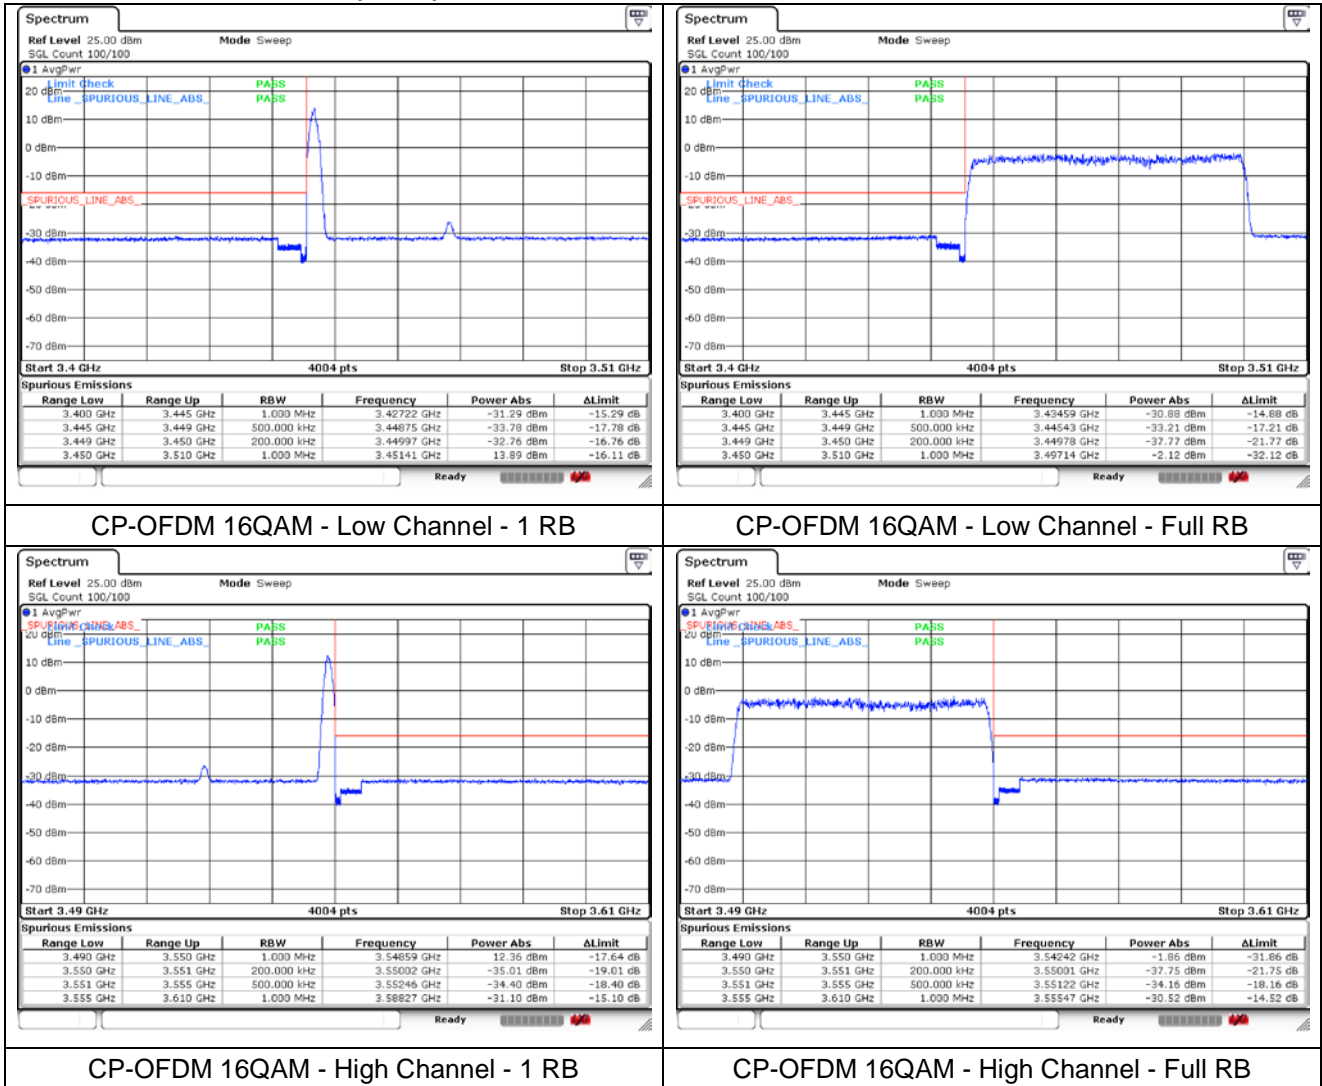 Spectrum
Ref Level 25.00 dBm Mode Sweep
SGL Count 100/100
1 AvgPwr
Limit Check PASS
20 dBm
Line _SPURIOUS_LINE_ABS_ PASS
10 dBm
0 dBm
-10 dBm
_SPURIOUS_LINE_ABS_
-30 dBm
-40 dBm
-50 dBm
-60 dBm
-70 dBm
Start 3.4 GHz 4004 pts Stop 3.51 GHz
Spurious Emissions
Range Low Range Up RBW Frequency Power Abs ΔLimit
3.400 GHz 3.445 GHz 1.000 MHz 3.42722 GHz -31.29 dBm -15.29 dB
3.445 GHz 3.449 GHz 500.000 kHz 3.44875 GHz -33.78 dBm -17.78 dB
3.449 GHz 3.450 GHz 200.000 kHz 3.44997 GHz -32.76 dBm -16.76 dB
3.450 GHz 3.510 GHz 1.000 MHz 3.45141 GHz 13.89 dBm -16.11 dB
Ready
CP-OFDM 16QAM - Low Channel - 1 RB
Spectrum
Ref Level 25.00 dBm Mode Sweep
SGL Count 100/100
1 AvgPwr
Limit Check PASS
20 dBm
Line _SPURIOUS_LINE_ABS_ PASS
10 dBm
0 dBm
-10 dBm
_SPURIOUS_LINE_ABS_
-30 dBm
-40 dBm
-50 dBm
-60 dBm
-70 dBm
Start 3.4 GHz 4004 pts Stop 3.51 GHz
Spurious Emissions
Range Low Range Up RBW Frequency Power Abs ΔLimit
3.400 GHz 3.445 GHz 1.000 MHz 3.43459 GHz -30.88 dBm -14.88 dB
3.445 GHz 3.449 GHz 500.000 kHz 3.44543 GHz -33.21 dBm -17.21 dB
3.449 GHz 3.450 GHz 200.000 kHz 3.44978 GHz -37.77 dBm -21.77 dB
3.450 GHz 3.510 GHz 1.000 MHz 3.49714 GHz -2.12 dBm -32.12 dB
Ready
CP-OFDM 16QAM - Low Channel - Full RB
Spectrum
Ref Level 25.00 dBm Mode Sweep
SGL Count 100/100
1 AvgPwr
_SPURIOUS_LINE_ABS_
Limit Check PASS
20 dBm
Line _SPURIOUS_LINE_ABS_ PASS
10 dBm
0 dBm
-10 dBm
-20 dBm
-30 dBm
-40 dBm
-50 dBm
-60 dBm
-70 dBm
Start 3.49 GHz 4004 pts Stop 3.61 GHz
Spurious Emissions
Range Low Range Up RBW Frequency Power Abs ΔLimit
3.490 GHz 3.550 GHz 1.000 MHz 3.54859 GHz 12.36 dBm -17.64 dB
3.550 GHz 3.551 GHz 200.000 kHz 3.55002 GHz -35.01 dBm -19.01 dB
3.551 GHz 3.555 GHz 500.000 kHz 3.55246 GHz -34.40 dBm -18.40 dB
3.555 GHz 3.610 GHz 1.000 MHz 3.58827 GHz -31.10 dBm -15.10 dB
Ready
CP-OFDM 16QAM - High Channel - 1 RB
Spectrum
Ref Level 25.00 dBm Mode Sweep
SGL Count 100/100
1 AvgPwr
_SPURIOUS_LINE_ABS_
Limit Check PASS
20 dBm
Line _SPURIOUS_LINE_ABS_ PASS
10 dBm
0 dBm
-10 dBm
-20 dBm
-30 dBm
-40 dBm
-50 dBm
-60 dBm
-70 dBm
Start 3.49 GHz 4004 pts Stop 3.61 GHz
Spurious Emissions
Range Low Range Up RBW Frequency Power Abs ΔLimit
3.490 GHz 3.550 GHz 1.000 MHz 3.54242 GHz -1.86 dBm -31.86 dB
3.550 GHz 3.551 GHz 200.000 kHz 3.55001 GHz -37.75 dBm -21.75 dB
3.551 GHz 3.555 GHz 500.000 kHz 3.55122 GHz -34.16 dBm -18.16 dB
3.555 GHz 3.610 GHz 1.000 MHz 3.55547 GHz -30.52 dBm -14.52 dB
Ready
CP-OFDM 16QAM - High Channel - Full RB